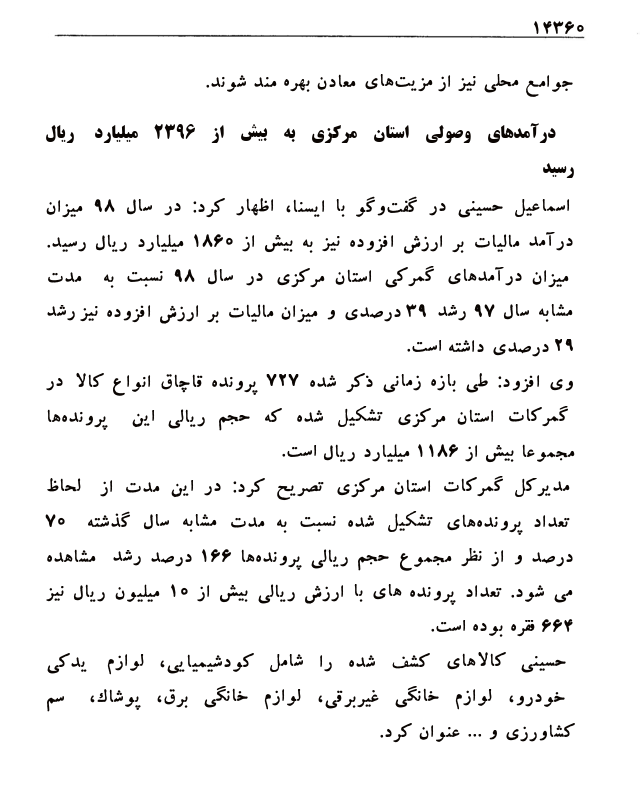 ۱۴۳۶۰
جوامع محلی نیز از مزیت‌های معادن بهره مند شوند.
درآمدهای وصولی استان مرکزی به بیش از ۲۳۹۶ میلیارد ریال
رسید
اسماعیل حسینی در گفت‌وگو با ایسنا، اظهار کرد: در سال ۹۸ میزان
درآمد مالیات بر ارزش افزوده نیز به بیش از ۱۸۶۰ میلیارد ریال رسید.
میزان درآمدهای گمرکی استان مرکزی در سال ۹۸ نسبت به مدت
مشابه سال ۹۷ رشد ۳۹ درصدی و میزان مالیات بر ارزش افزوده نیز رشد
۲۹ درصدی داشته است.
وی افزود: طی بازه زمانی ذکر شده ۷۲۷ پرونده قاچاق انواع کالا در
گمرکات استان مرکزی تشکیل شده که حجم ریالی این پرونده‌ها
مجموعا بیش از ۱۱۸۶ میلیارد ریال است.
مدیرکل گمرکات استان مرکزی تصریح کرد: در این مدت از لحاظ
تعداد پرونده‌های تشکیل شده نسبت به مدت مشابه سال گذشته ۷۰
درصد و از نظر مجموع حجم ریالی پرونده‌ها ۱۶۶ درصد رشد مشاهده
می شود. تعداد پرونده های با ارزش ریالی بیش از ۱۰ میلیون ریال نیز
۶۶۴ فقره بوده است.
حسینی کالاهای کشف شده را شامل کودشیمیایی، لوازم یدکی
خودرو، لوازم خانگی غیربرقی، لوازم خانگی برق، پوشاک، سم
کشاورزی و ... عنوان کرد.